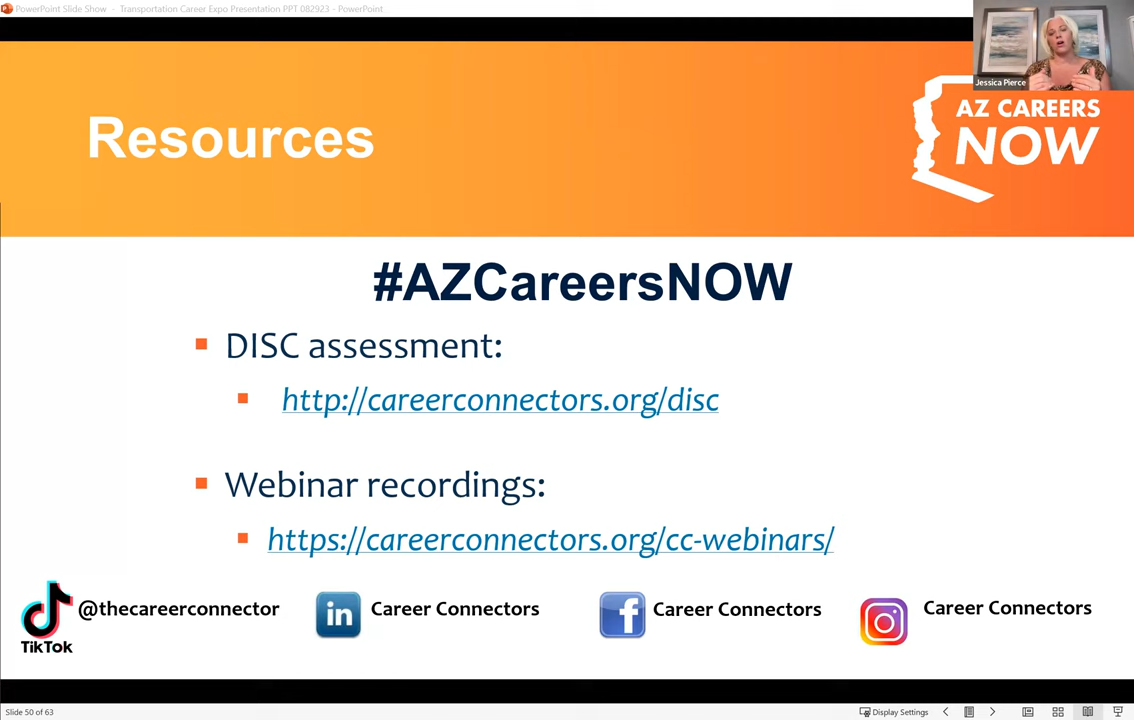 PowerPoint Slide Show - Transportation Career Expo Presentation PPT 082923 - PowerPoint
Jessica Pierce
Resources
AZ CAREERS
NOW
#AZCareersNOW
DISC assessment:
http://careerconnectors.org/disc
Webinar recordings:
https://careerconnectors.org/cc-webinars/
@thecareerconnector
in Career Connectors
f Career Connectors
Career Connectors
TikTok
Slide 50 of 63
Display Settings